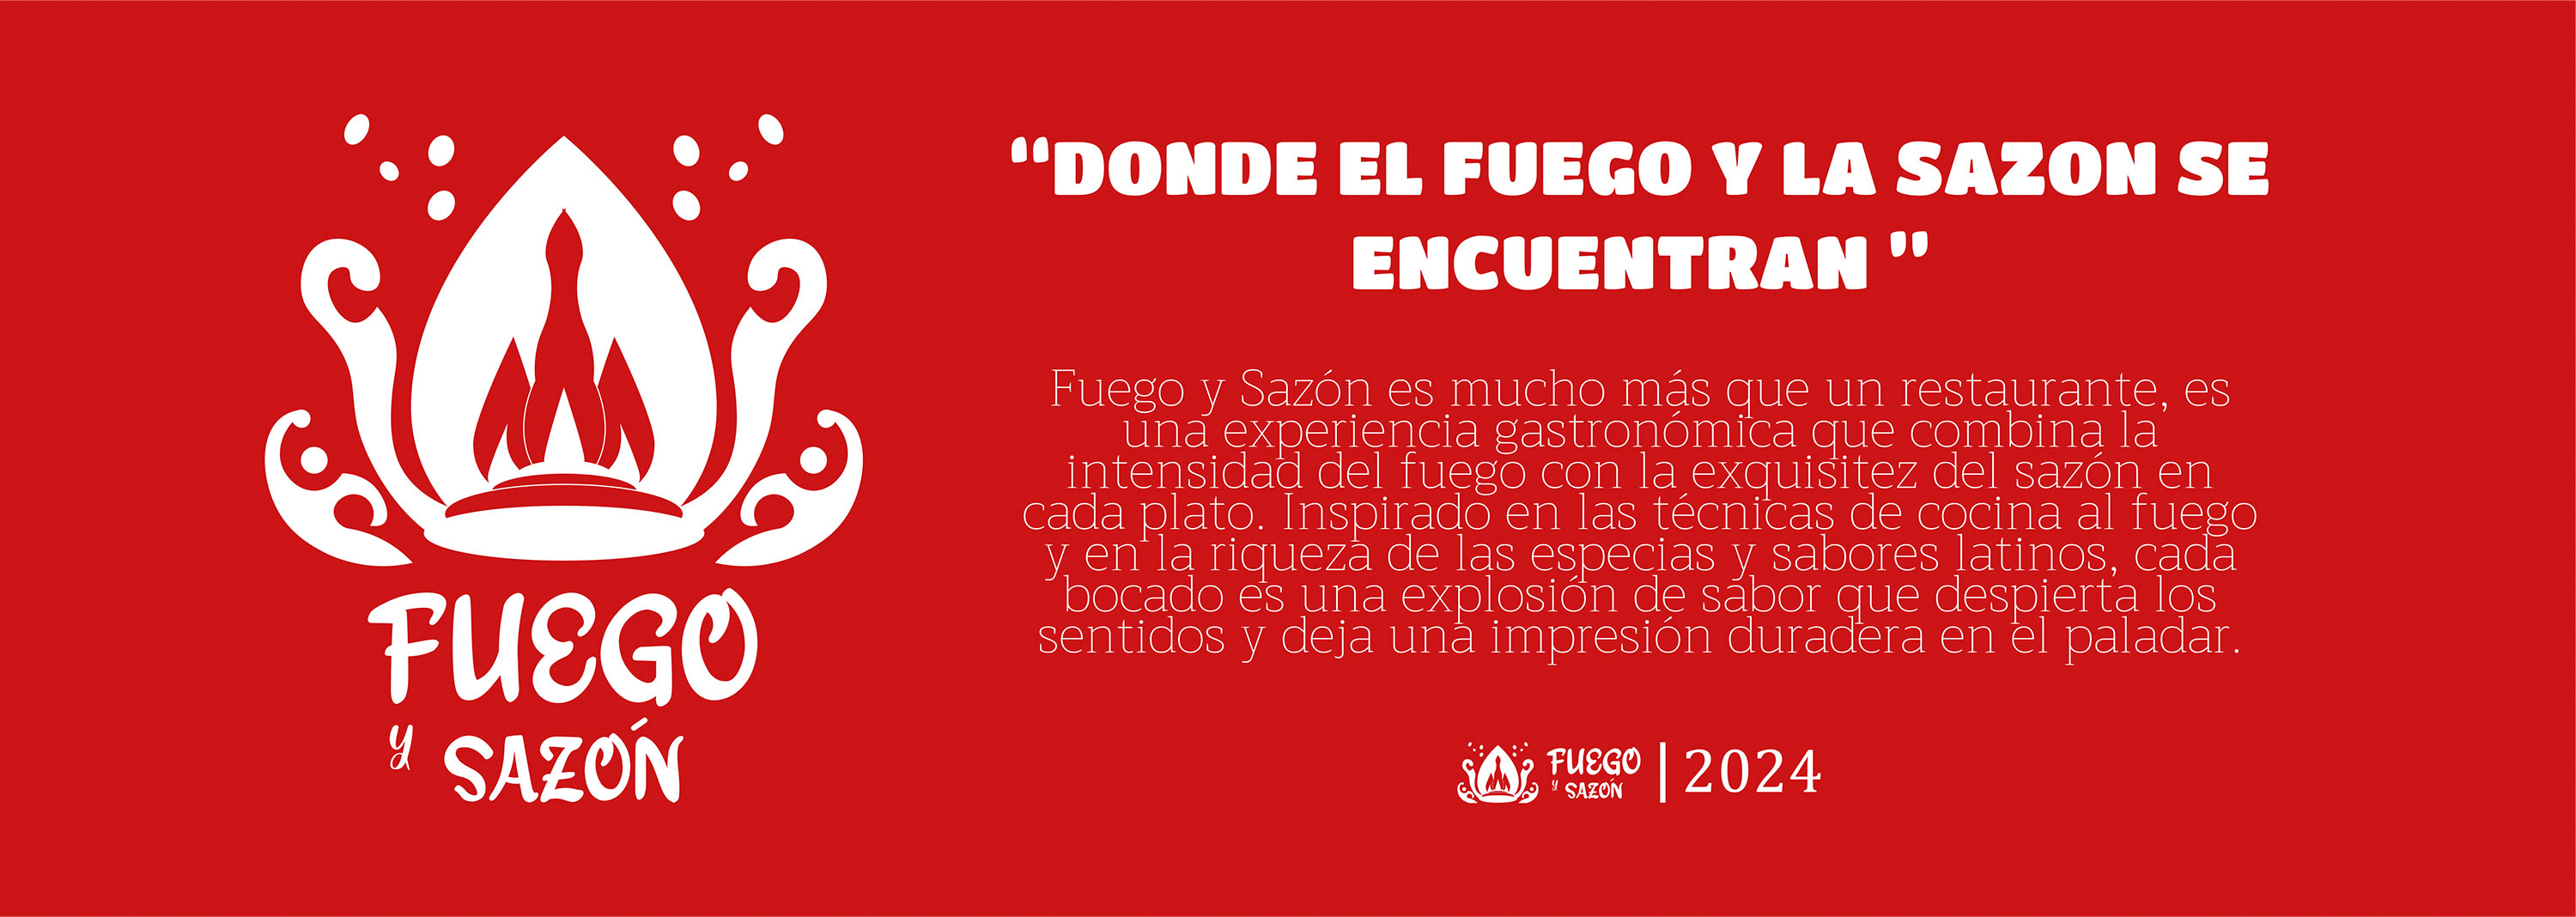 FUEGO
y SAZÓN
"DONDE EL FUEGO Y LA SAZON SE
ENCUENTRAN "
Fuego y Sazón es mucho más que un restaurante, es
una experiencia gastronómica que combina la
intensidad del fuego con la exquisitez del sazón en
cada plato. Inspirado en las técnicas de cocina al fuego
y en la riqueza de las especias y sabores latinos, cada
bocado es una explosión de sabor que despierta los
sentidos y deja una impresión duradera en el paladar.
FUEGO
y SAZÓN
| 2024